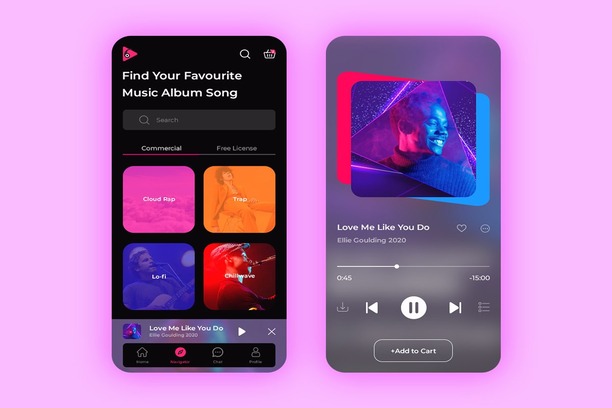 Find Your Favourite
Music Album Song
Search
Commercial Free License
Cloud Rap Trap
Lo-fi Chillwave
Love Me Like You Do
Ellie Goulding 2020
Home Navigator Chat Profile
Love Me Like You Do
Ellie Goulding 2020
0:45 -15:00
+Add to Cart